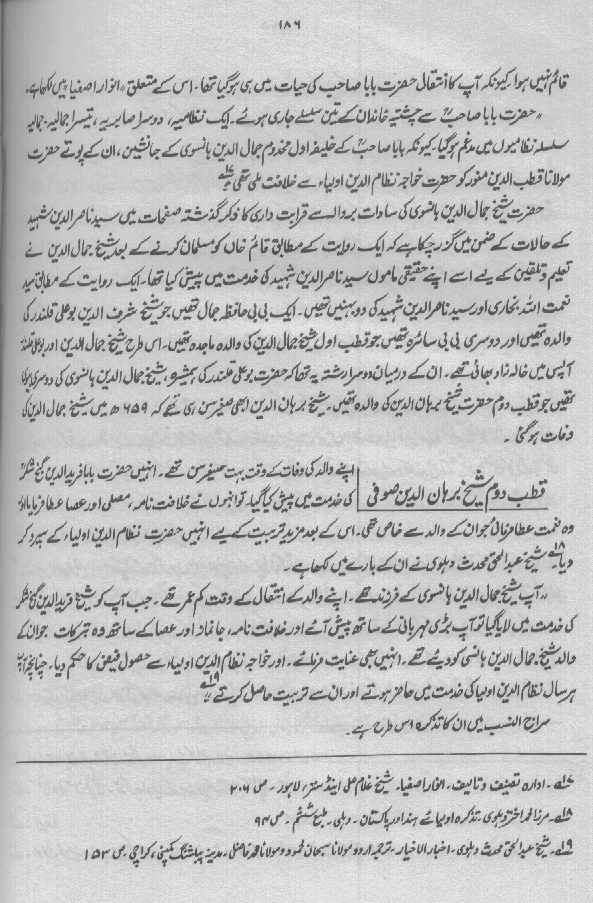 ۱۸۶
قائم نہیں ہوا کیونکہ آپ کا انتقال حضرت بابا صاحب کی حیات میں ہی ہو گیا تھا۔ اس کے متعلق "انوار اصفیا" میں لکھا ہے۔
"حضرت بابا صاحبؒ سے چشتیہ خاندان کے تین سلسلے جاری ہوئے۔ ایک نظامیہ، دوسرا صابریہ، تیسرا جمالیہ۔ جمالیہ
سلسلہ نظامیوں میں مدغم ہو گیا۔ کیونکہ بابا صاحبؒ کے خلیفہ اول مخدوم جمال الدین ہانسوی کے جانشین، ان کے پوتے حضرت
مولانا قطب الدین منور کو حضرت خواجہ نظام الدین اولیاء سے خلافت ملی تھی۔ ۱۷؎
حضرت شیخ جمال الدین ہانسوی کی سادات بروالہ سے قرابت داری کا ذکر گذشتہ صفحات میں سید ناصر الدین شہید
کے حالات کے ضمن میں گزر چکا ہے کہ ایک روایت کے مطابق قائم خاں کو مسلمان کرنے کے بعد شیخ جمال الدین نے
تعلیم و تلقین کے لیے اسے اپنے حقیقی ماموں سید ناصر الدین شہید کی خدمت میں پیش کیا تھا۔ ایک روایت کے مطابق سید
نعمت اللہ بخاری اور سید ناصر الدین شہید کی دو بہنیں تھیں۔ ایک بی بی حافظہ جمال تھیں جو شیخ شرف الدین بو علی قلندر کی
والدہ تھیں اور دوسری بی بی سائرہ تھیں جو قطب اول شیخ جمال الدین کی والدہ ماجدہ تھیں۔ اس طرح شیخ جمال الدین اور بو علی قلندر
آپس میں خالہ زاد بھائی تھے۔ ان کے درمیان دوسرا رشتہ یہ تھا کہ حضرت بو علی قلندر کی ہمشیرہ، شیخ جمال الدین ہانسوی کی دوسری بیوی
تھیں جو قطب دوم حضرت شیخ برہان الدین کی والدہ تھیں۔ شیخ برہان الدین ابھی صغیر سن ہی تھے کہ ۶۵۹ھ میں شیخ جمال الدین کی
وفات ہو گئی۔
قطب دوم شیخ برہان الدین صوفی
اپنے والد کی وفات کے وقت بہت صغیر سن تھے۔ انہیں حضرت بابا فرید الدین گنج شکرؒ
کی خدمت میں پیش کیا گیا تو انہوں نے خلافت نامہ، مصلی اور عصا عطا فرمایا اور
وہ نعمت عطا فرمائی جو ان کے والد سے خاص تھی۔ اس کے بعد مزید تربیت کے لیے انہیں حضرت نظام الدین اولیاء کے سپرد کر
دیا۔ ۱۸؎ شیخ عبدالحق محدث دہلوی نے ان کے بارے میں لکھا ہے۔
"آپ شیخ جمال الدین ہانسوی کے فرزند تھے۔ اپنے والد کے انتقال کے وقت کم عمر تھے۔ جب آپ کو شیخ فرید الدین گنج شکر
کی خدمت میں لایا گیا تو آپ بڑی مہربانی کے ساتھ پیش آئے اور خلافت نامہ، جا نماز اور عصا کے ساتھ وہ تبرکات جو ان کے
والد شیخ جمال الدین ہانسی کو دیئے تھے۔ انہیں بھی عنایت فرمائے۔ اور خواجہ نظام الدین اولیاء سے حصول فیض کا حکم دیا۔ چنانچہ آپ
ہر سال نظام الدین اولیا کی خدمت میں حاضر ہوتے اور ان سے تربیت حاصل کرتے" ۱۹؎
سراج النسب میں ان کا تذکرہ اس طرح ہے۔
۱۷؎۔ ادارہ تصنیف و تالیف۔ انوار اصفیا۔ شیخ غلام علی اینڈ سنز، لاہور۔ ص ۲۰۶
۱۸؎۔ مرزا محمد اختر دہلوی۔ تذکرہ اولیائے ہند اور پاکستان۔ دہلی۔ طبع ششم۔ ص ۹۴
۱۹؎۔ شیخ عبدالحق محدث دہلوی۔ اخبار الاخیار۔ ترجمہ اردو مولانا سبحان محمود و مولانا محمد فاضل۔ مدینہ پبلشنگ کمپنی، کراچی۔ ص ۱۵۳